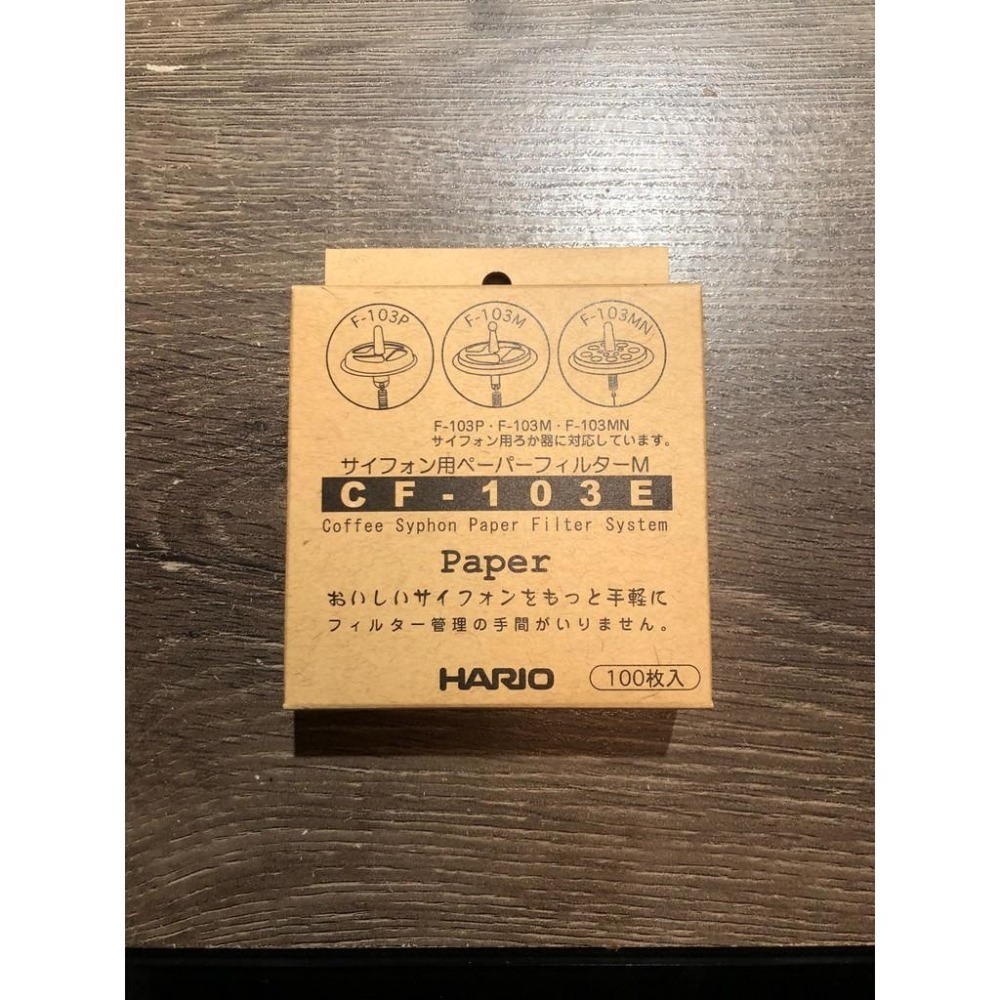 F-103P
F-103M
F-103MN
F-103P・F-103M・F-103MN
サイフォン用ろか器に対応しています。
サイフォン用ペーパーフィルターM
CF-103E
Coffee Syphon Paper Filter System
Paper
おいしいサイフォンをもっと手軽に
フィルター管理の手間がいりません。
HARIO
100枚入